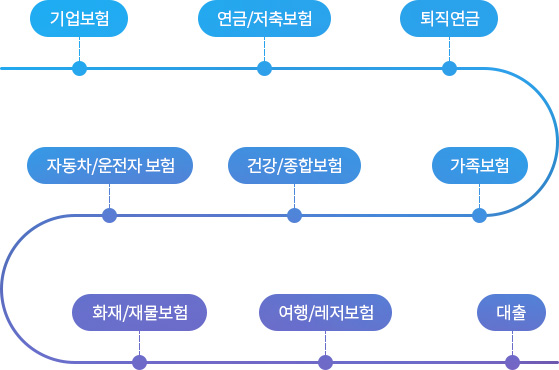 기업보험
연금/저축보험
퇴직연금
자동차/운전자 보험
건강/종합보험
가족보험
화재/재물보험
여행/레저보험
대출